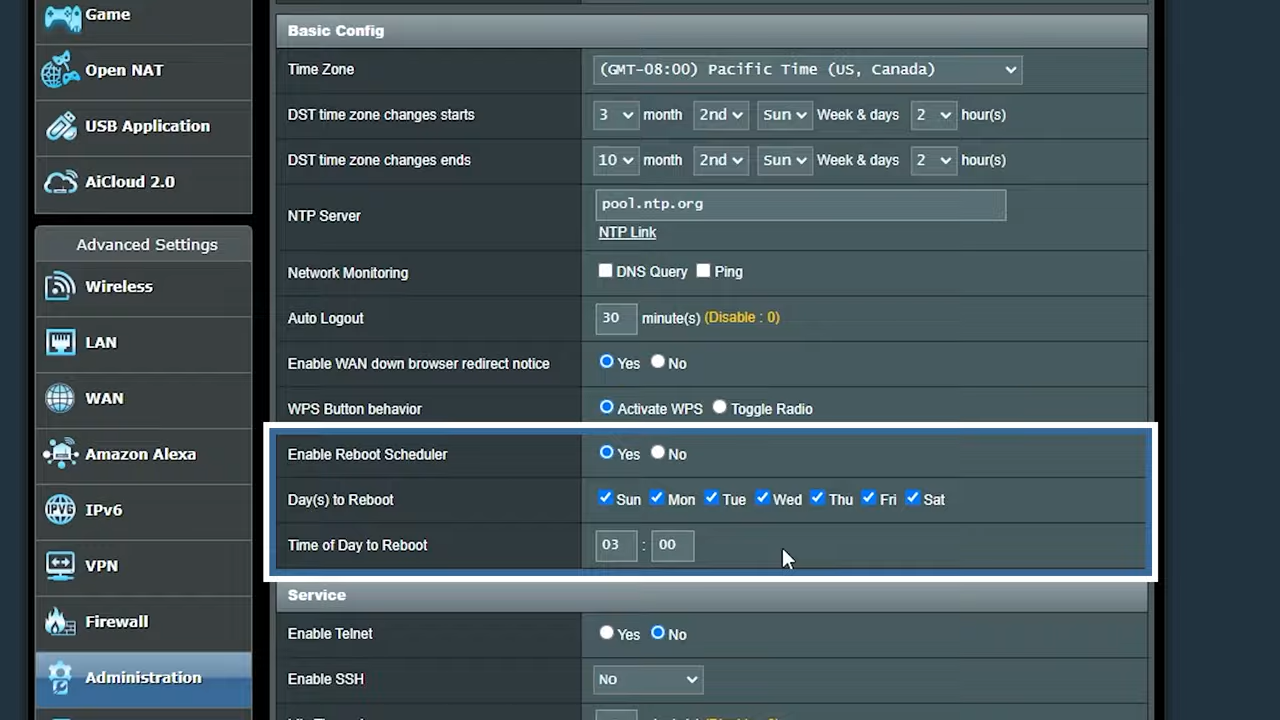 Game
Open NAT
USB Application
AiCloud 2.0
Advanced Settings
Wireless
LAN
WAN
Amazon Alexa
IPv6
VPN
Firewall
Administration
Basic Config
Time Zone (GMT-08:00) Pacific Time (US, Canada)
DST time zone changes starts 3 month 2nd Sun Week & days 2 hour(s)
DST time zone changes ends 10 month 2nd Sun Week & days 2 hour(s)
NTP Server pool.ntp.org
NTP Link
Network Monitoring DNS Query Ping
Auto Logout 30 minute(s) (Disable : 0)
Enable WAN down browser redirect notice Yes No
WPS Button behavior Activate WPS Toggle Radio
Enable Reboot Scheduler Yes No
Day(s) to Reboot Sun Mon Tue Wed Thu Fri Sat
Time of Day to Reboot 03 : 00
Service
Enable Telnet Yes No
Enable SSH No